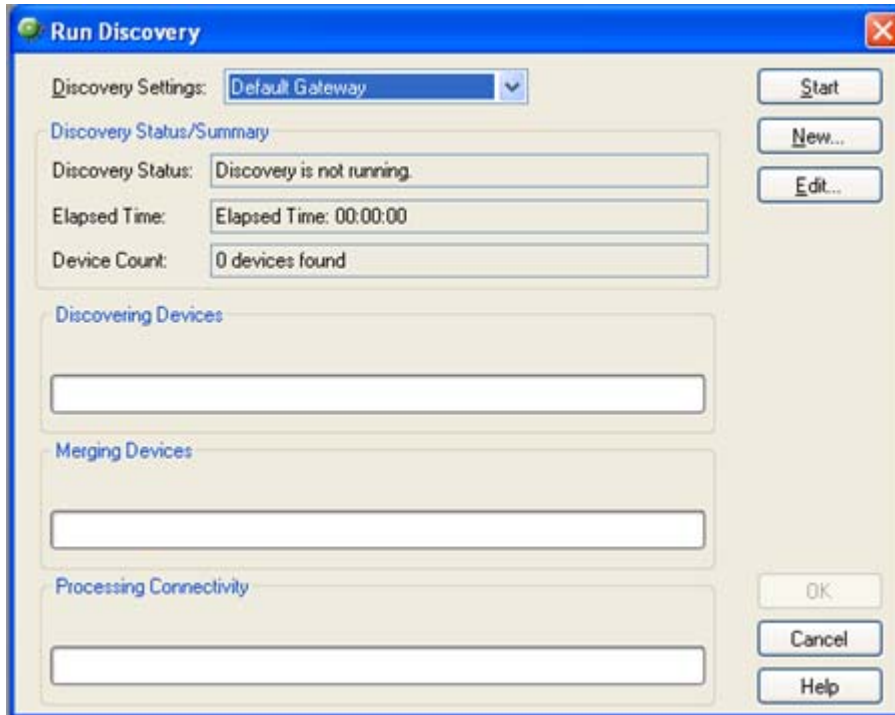 Run Discovery
Discovery Settings: Default Gateway
Start
Discovery Status/Summary
New...
Discovery Status: Discovery is not running.
Edit...
Elapsed Time: Elapsed Time: 00:00:00
Device Count: 0 devices found
Discovering Devices
Merging Devices
Processing Connectivity
OK
Cancel
Help